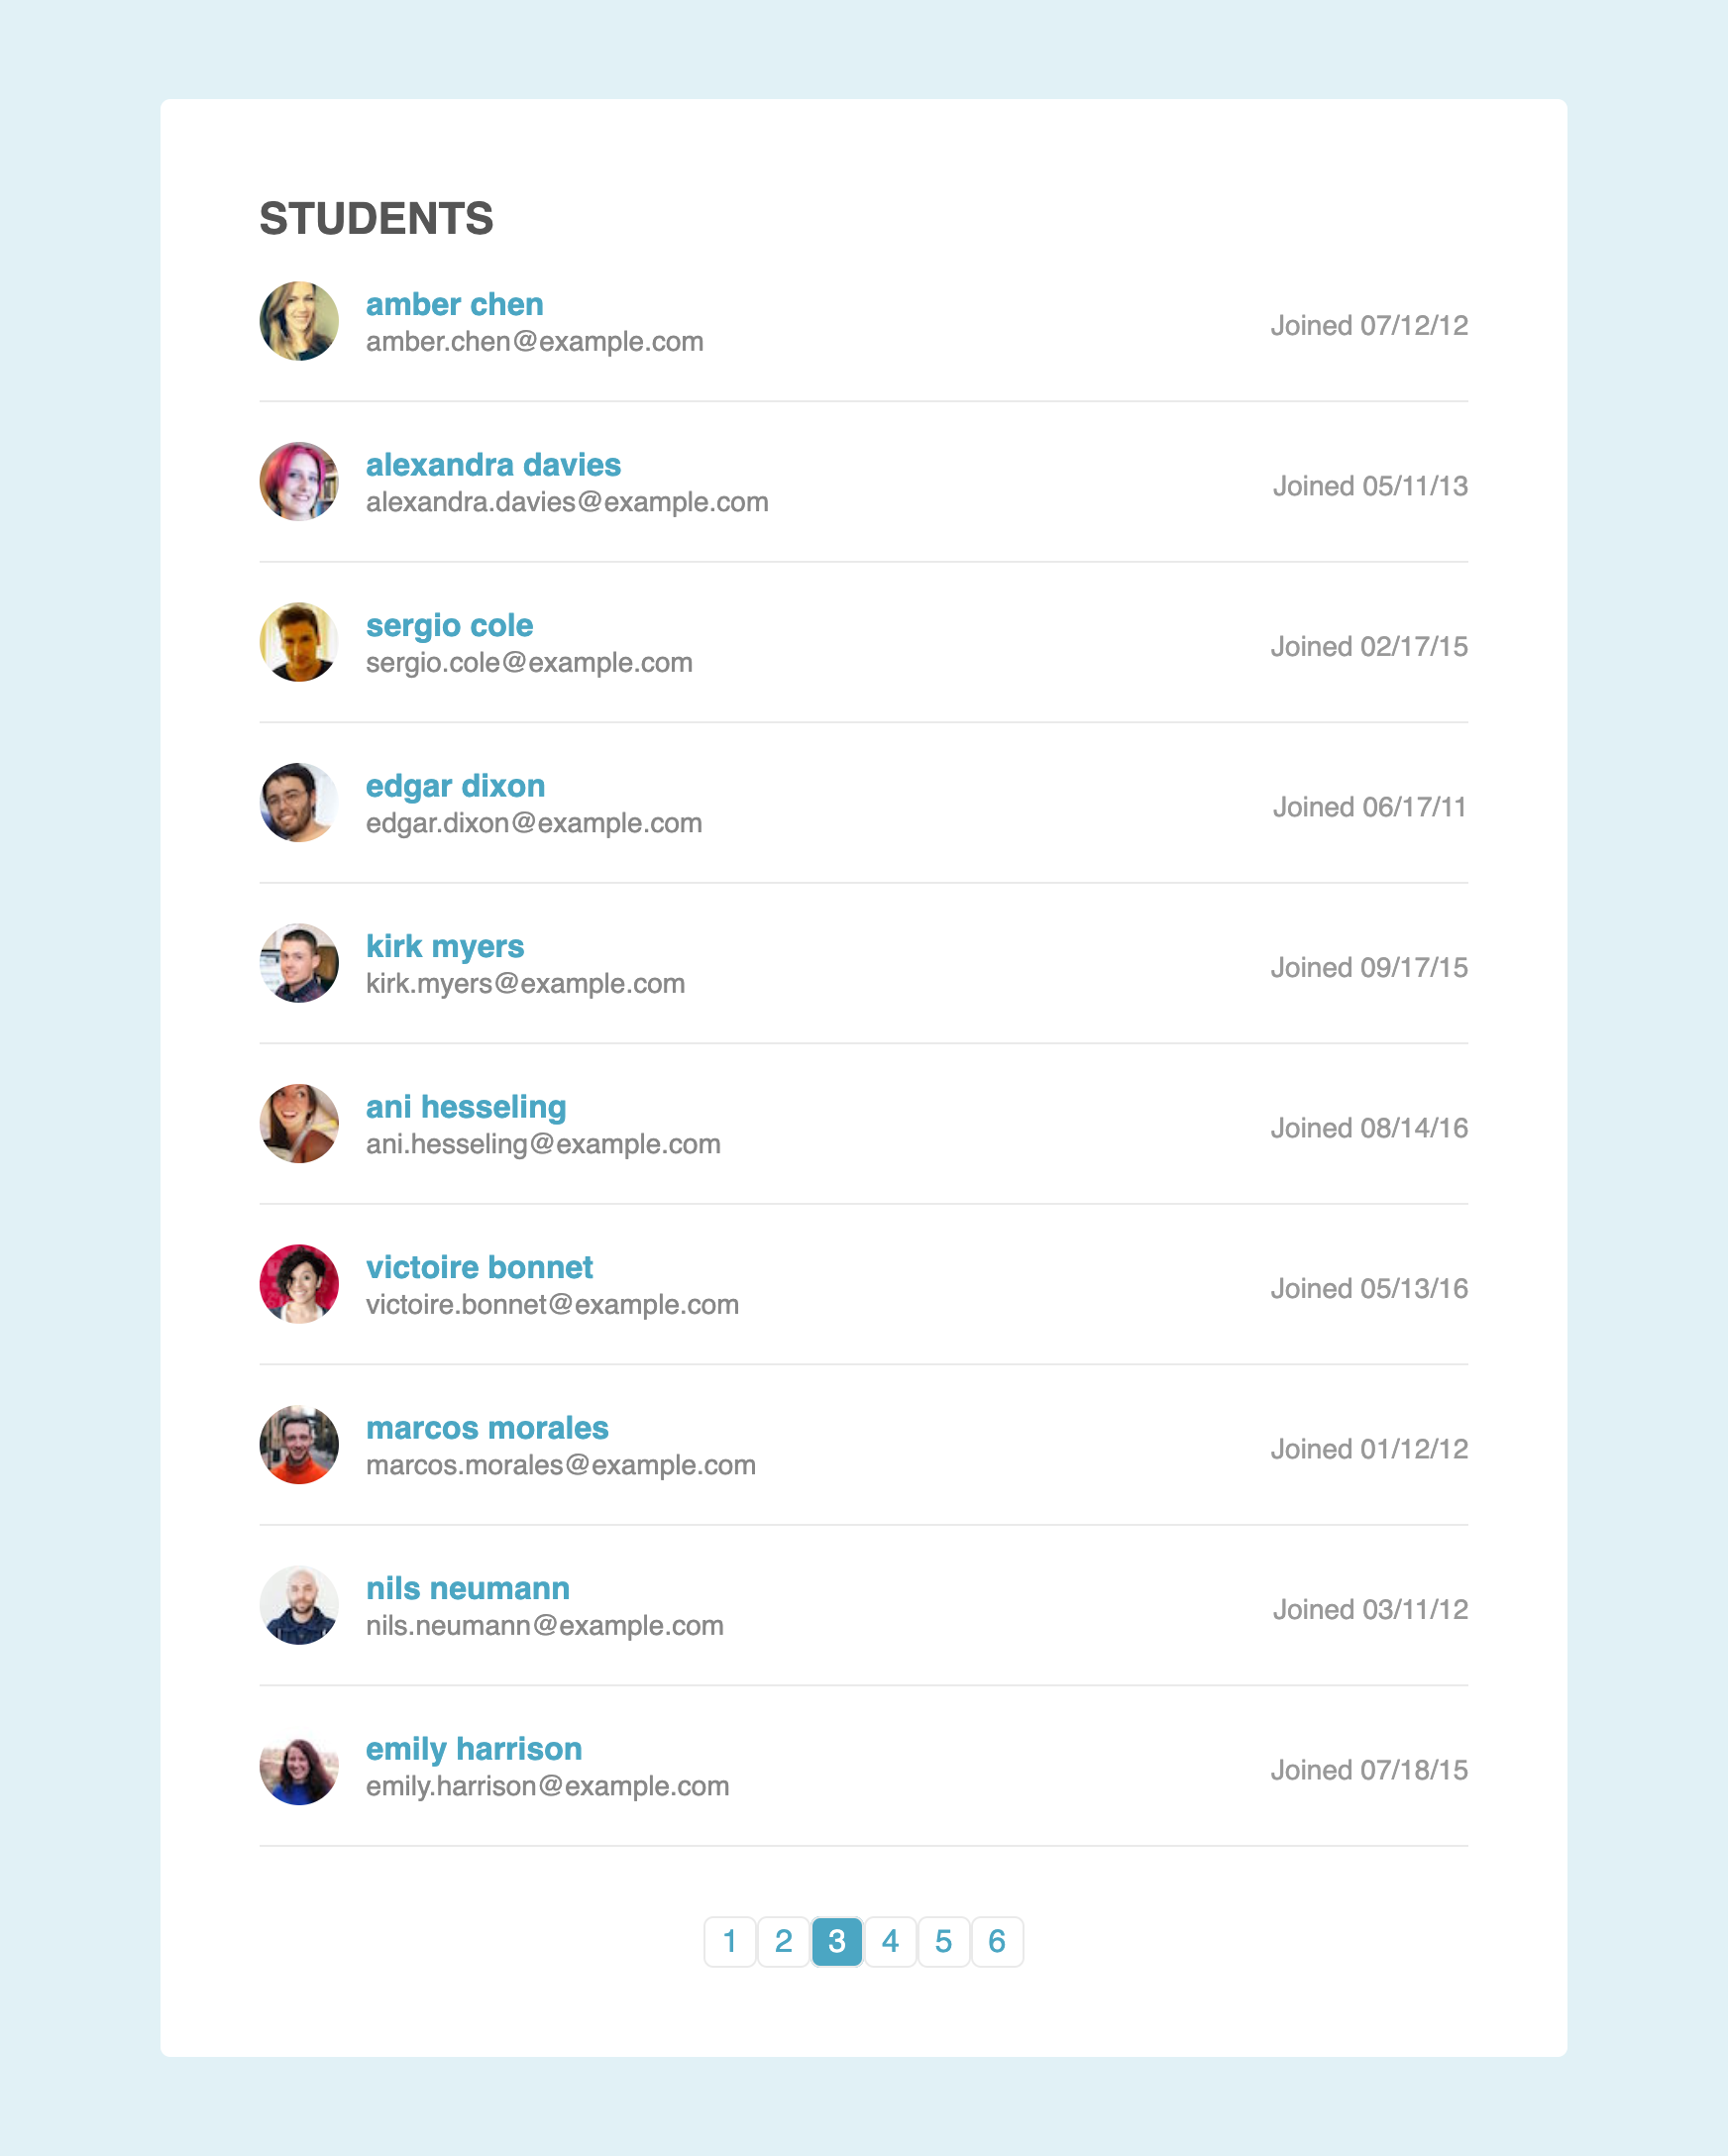 STUDENTS
amber chen
amber.chen@example.com
Joined 07/12/12
alexandra davies
alexandra.davies@example.com
Joined 05/11/13
sergio cole
sergio.cole@example.com
Joined 02/17/15
edgar dixon
edgar.dixon@example.com
Joined 06/17/11
kirk myers
kirk.myers@example.com
Joined 09/17/15
ani hesseling
ani.hesseling@example.com
Joined 08/14/16
victoire bonnet
victoire.bonnet@example.com
Joined 05/13/16
marcos morales
marcos.morales@example.com
Joined 01/12/12
nils neumann
nils.neumann@example.com
Joined 03/11/12
emily harrison
emily.harrison@example.com
Joined 07/18/15
1 2 3 4 5 6